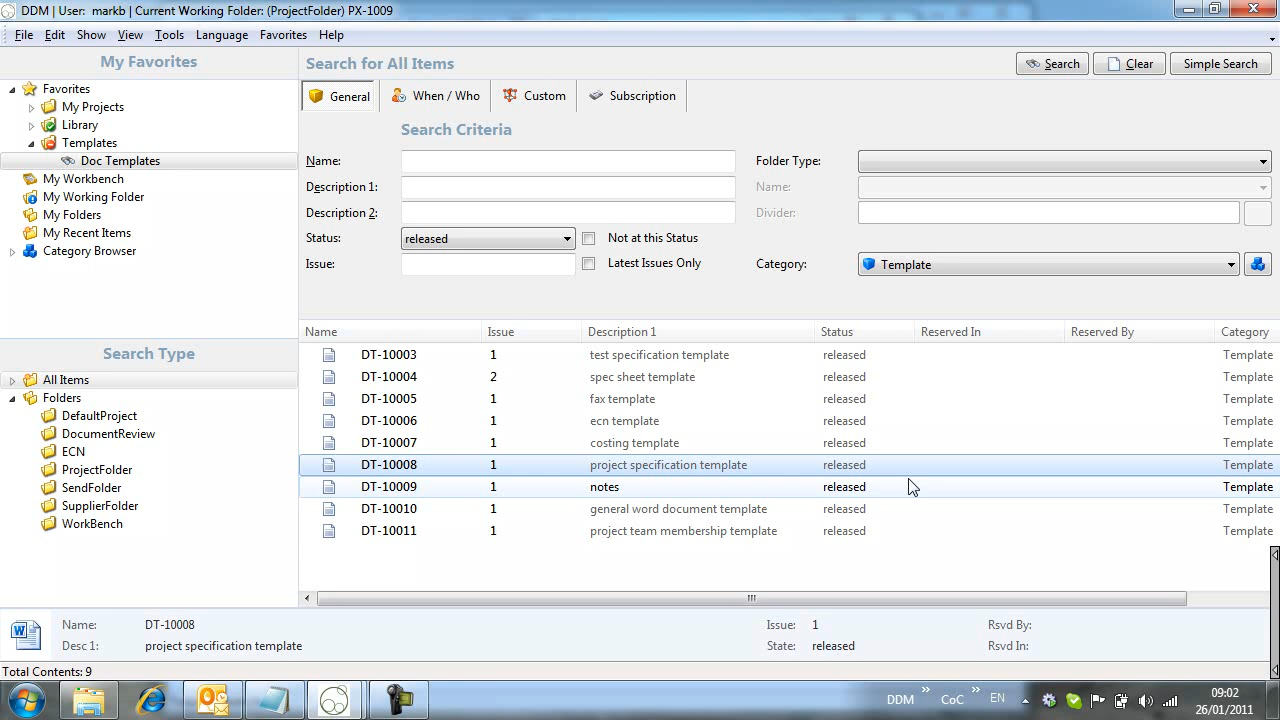 DDM | User: markb | Current Working Folder: (ProjectFolder) PX-1009
File Edit Show View Tools Language Favorites Help
My Favorites
Favorites
My Projects
Library
Templates
Doc Templates
My Workbench
My Working Folder
My Folders
My Recent Items
Category Browser
Search Type
All Items
Folders
DefaultProject
DocumentReview
ECN
ProjectFolder
SendFolder
SupplierFolder
WorkBench
Search for All Items
Search Clear Simple Search
General When / Who Custom Subscription
Search Criteria
Name: Folder Type:
Description 1: Name:
Description 2: Divider:
Status: released Not at this Status
Issue: Latest Issues Only Category: Template
Name Issue Description 1 Status Reserved In Reserved By Category
DT-10003 1 test specification template released Template
DT-10004 2 spec sheet template released Template
DT-10005 1 fax template released Template
DT-10006 1 ecn template released Template
DT-10007 1 costing template released Template
DT-10008 1 project specification template released Template
DT-10009 1 notes released Template
DT-10010 1 general word document template released Template
DT-10011 1 project team membership template released Template
Name: DT-10008 Issue: 1 Rsvd By:
Desc 1: project specification template State: released Rsvd In:
Total Contents: 9
DDM » CoC » EN 09:02
26/01/2011